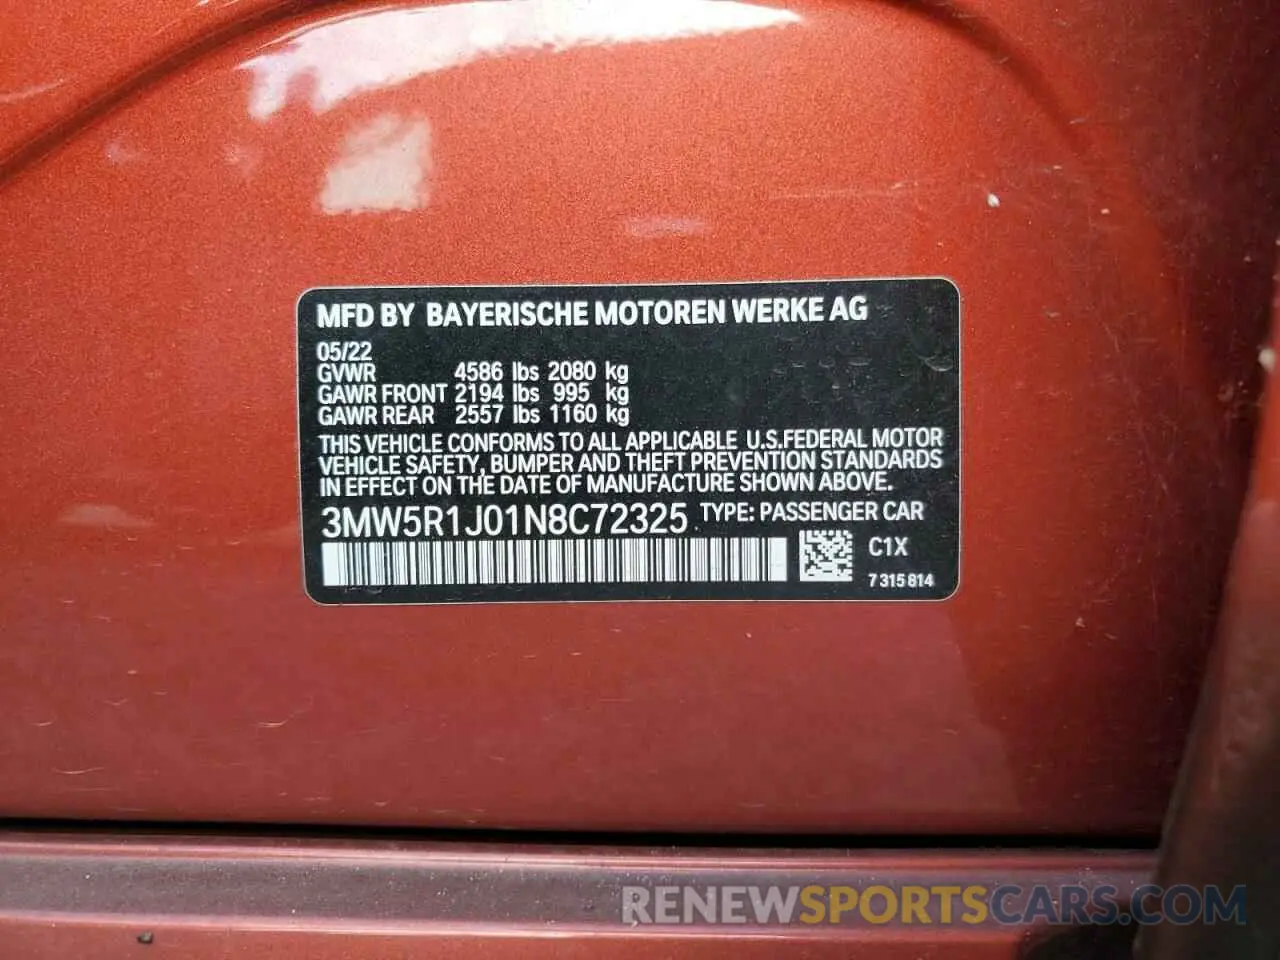 MFD BY BAYERISCHE MOTOREN WERKE AG
05/22
GVWR 4586 lbs 2080 kg
GAWR FRONT 2194 lbs 995 kg
GAWR REAR 2557 lbs 1160 kg
THIS VEHICLE CONFORMS TO ALL APPLICABLE U.S.FEDERAL MOTOR
VEHICLE SAFETY, BUMPER AND THEFT PREVENTION STANDARDS
IN EFFECT ON THE DATE OF MANUFACTURE SHOWN ABOVE.
3MW5R1J01N8C72325 TYPE: PASSENGER CAR
C1X
7 315 814
RENEWSPORTSCARS.COM